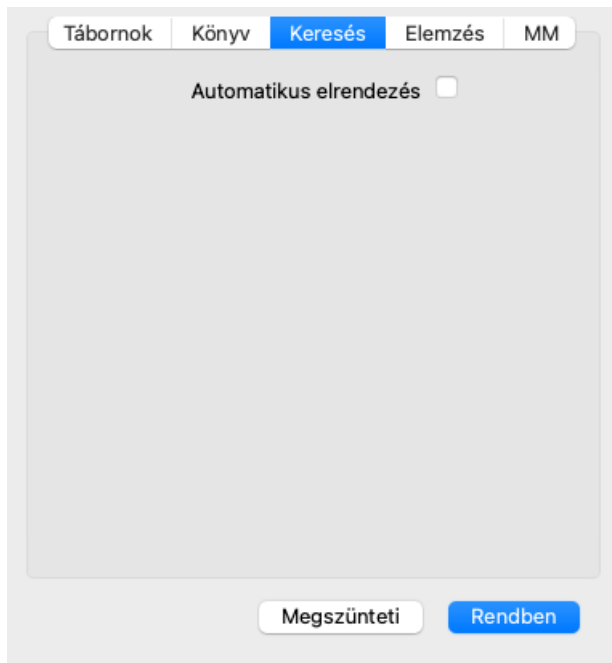 Tábornok Könyv Keresés Elemzés MM
Automatikus elrendezés
Megszünteti Rendben